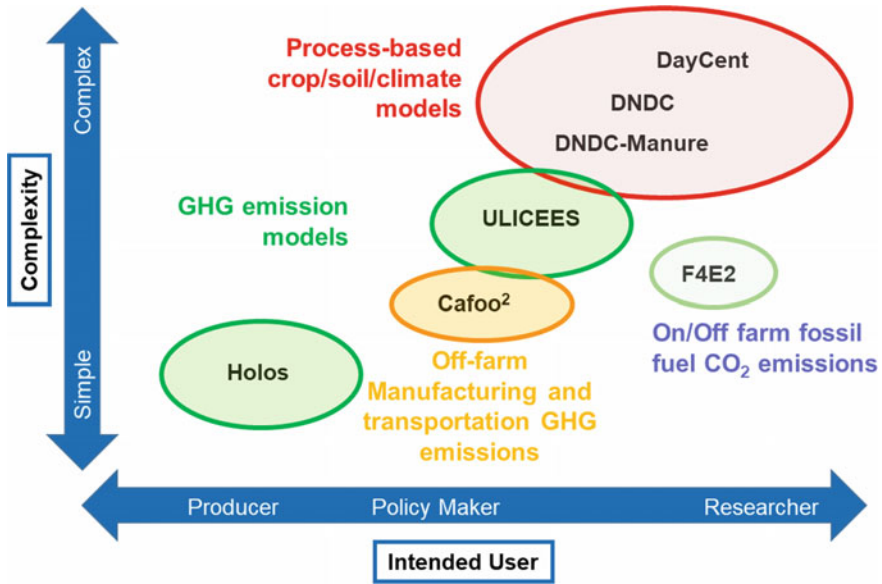 Complex
Complexity
Simple
Process-based
crop/soil/climate
models
DayCent
DNDC
DNDC-Manure
GHG emission
models
ULICEES
Cafoo²
F4E2
On/Off farm fossil
fuel CO₂ emissions
Holos
Off-farm
Manufacturing and
transportation GHG
emissions
Producer
Policy Maker
Researcher
Intended User